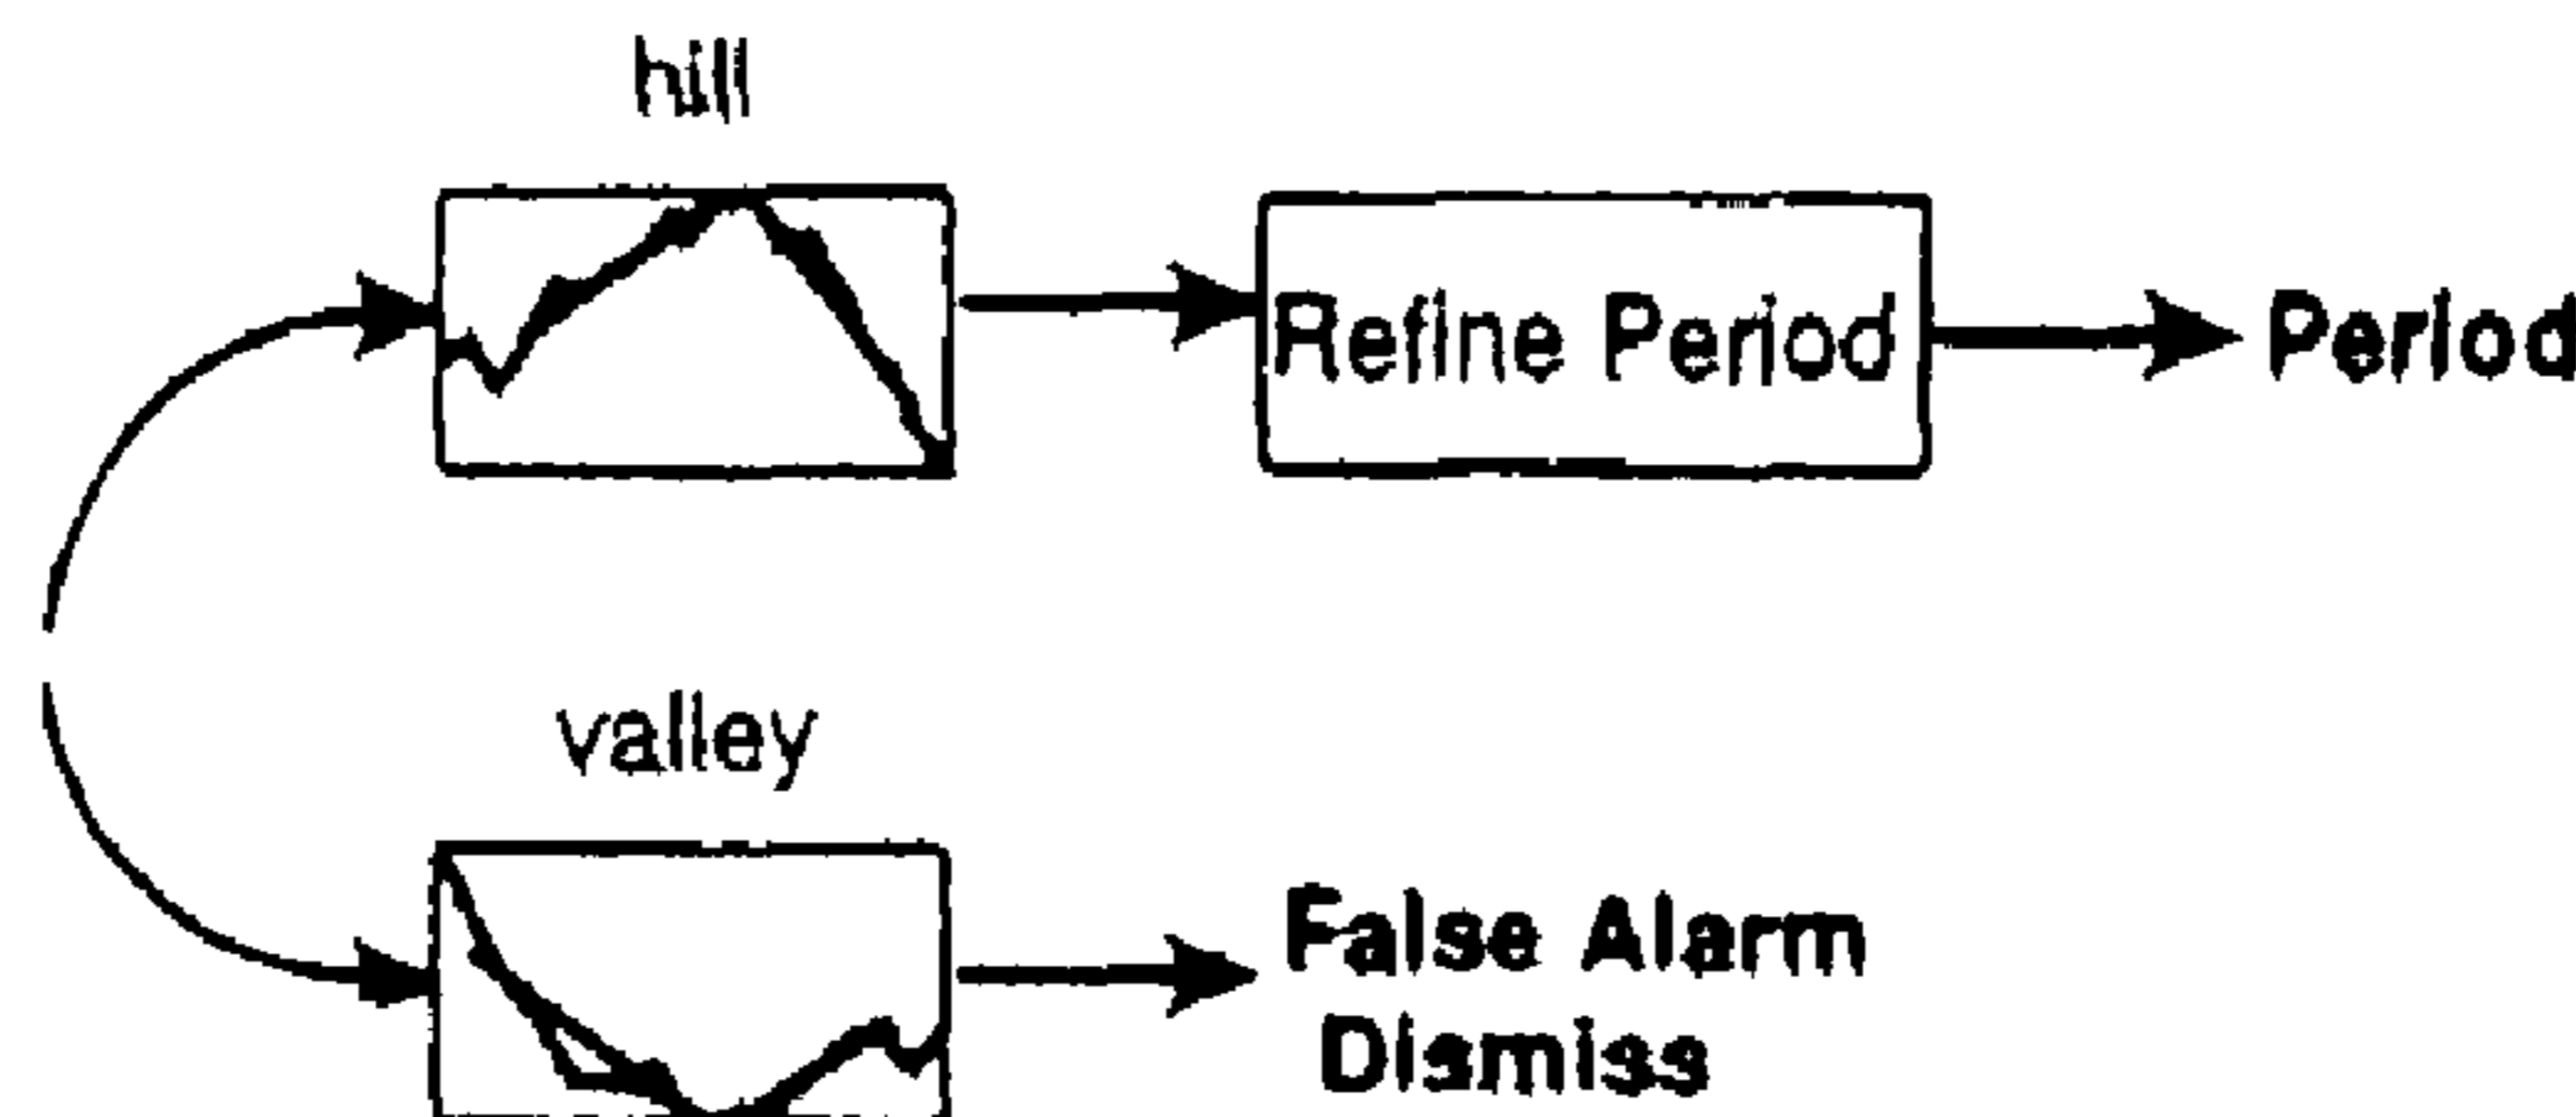 hill
Refine Period
Period
valley
False Alarm
Dismiss